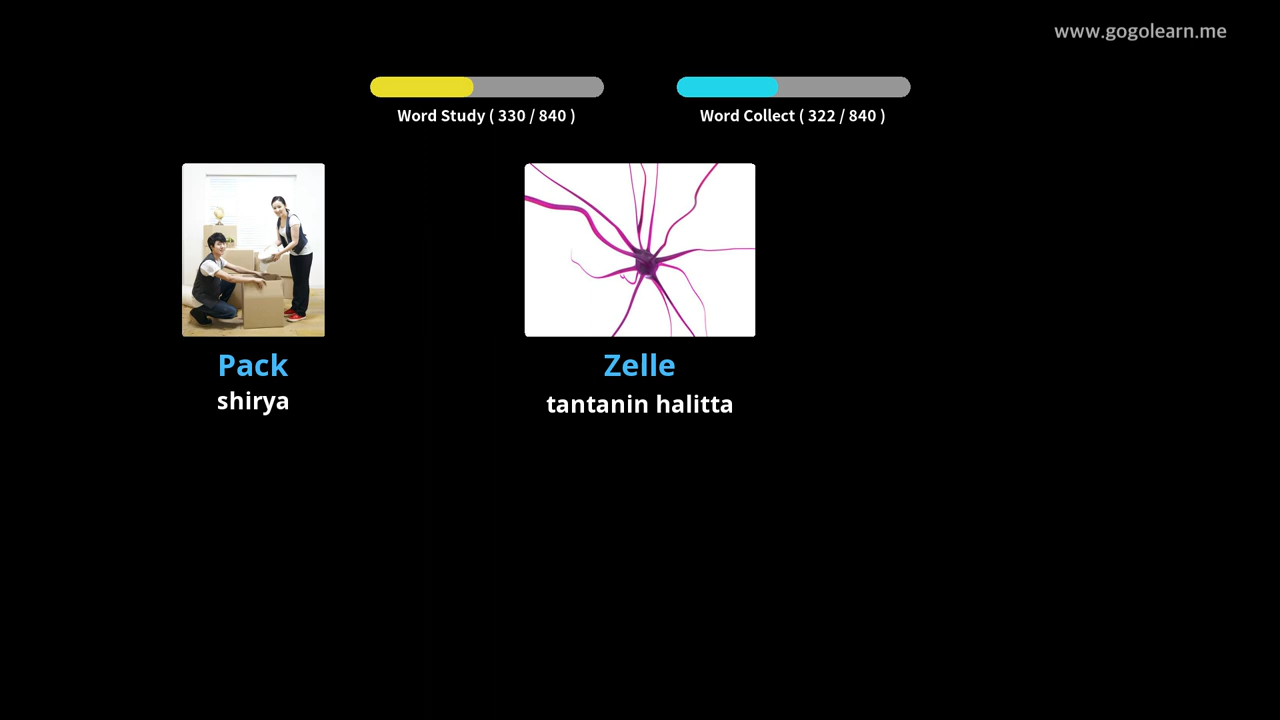 www.gogolearn.me
Word Study ( 330 / 840 )
Word Collect ( 322 / 840 )
Pack
shirya
Zelle
tantanin halitta